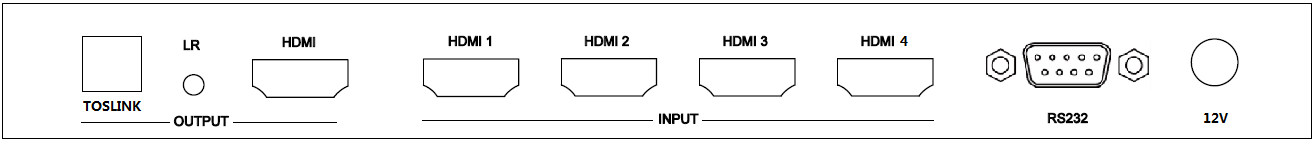 LR
HDMI
HDMI 1
HDMI 2
HDMI 3
HDMI 4
TOSLINK
OUTPUT
INPUT
RS232
12V